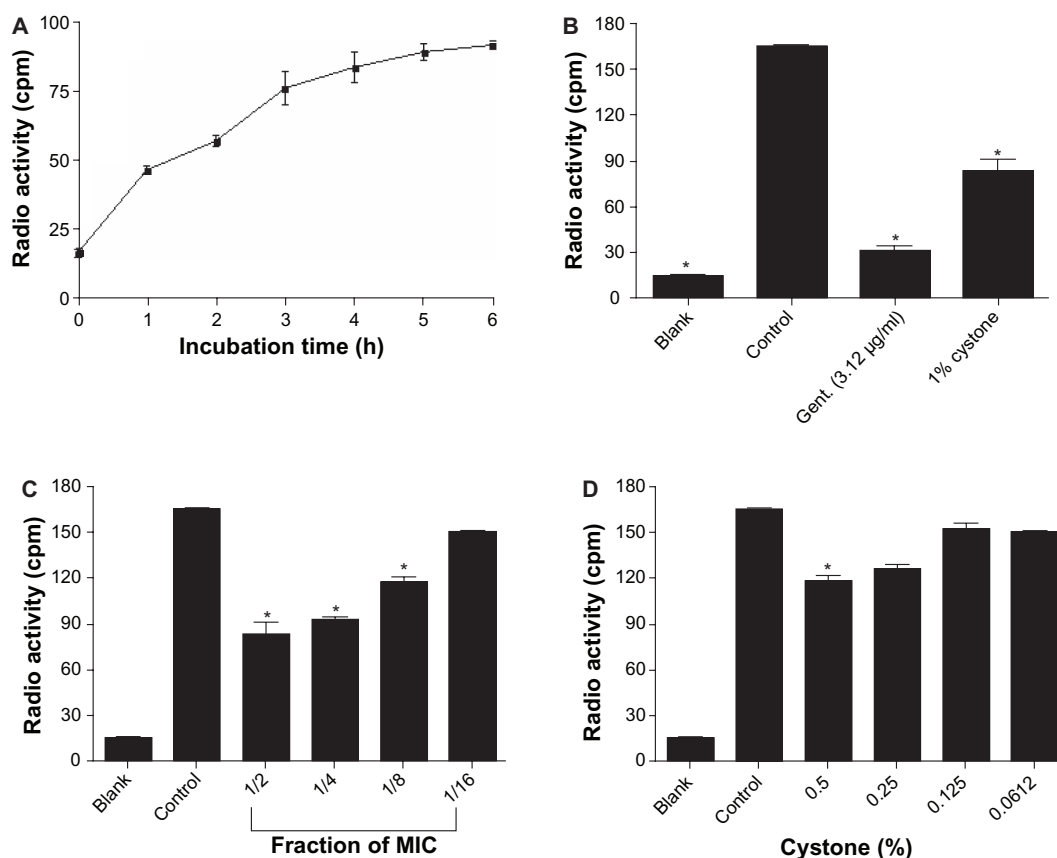 A
Radio activity (cpm)
100
75
50
25
0
0 1 2 3 4 5 6
Incubation time (h)
B
Radio activity (cpm)
180
150
120
90
60
30
0
*
*
*
Blank
Control
Gent. (3.12 µg/ml)
1% cystone
C
Radio activity (cpm)
180
150
120
90
60
30
0
*
*
*
Blank
Control
1/2
1/4
1/8
1/16
Fraction of MIC
D
Radio activity (cpm)
180
150
120
90
60
30
0
*
Blank
Control
0.5
0.25
0.125
0.0612
Cystone (%)